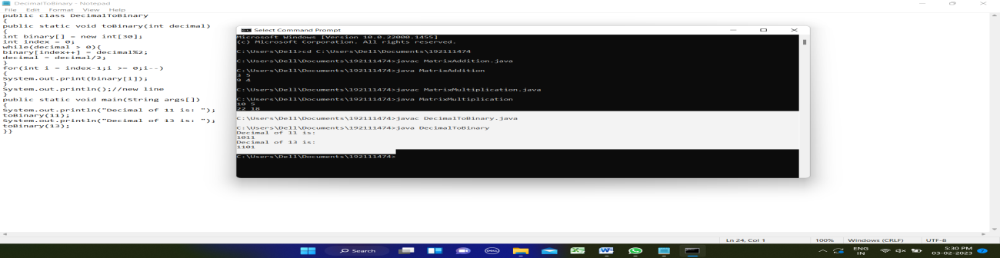 DecimalToBinary - Notepad
File Edit Format View Help
public class DecimalToBinary
{
public static void toBinary(int decimal)
{
int binary[] = new int[30];
int index = 0;
while(decimal > 0){
binary[index++] = decimal%2;
decimal = decimal/2;
}
for(int i = index-1;i >= 0;i--)
{
System.out.print(binary[i]);
}
System.out.println();//new line
}
public static void main(String args[])
{
System.out.println("Decimal of 11 is: ");
toBinary(11);
System.out.println("Decimal of 13 is: ");
toBinary(13);
}}
Select Command Prompt
Microsoft Windows [Version 10.0.22000.1455]
(c) Microsoft Corporation. All rights reserved.
C:\Users\Dell>cd C:\Users\Dell\Documents\192111474
C:\Users\Dell\Documents\192111474>javac MatrixAddition.java
C:\Users\Dell\Documents\192111474>java MatrixAddition
3 5
9 4
C:\Users\Dell\Documents\192111474>javac MatrixMultiplication.java
C:\Users\Dell\Documents\192111474>java MatrixMultiplication
10 5
22 18
C:\Users\Dell\Documents\192111474>javac DecimalToBinary.java
C:\Users\Dell\Documents\192111474>java DecimalToBinary
Decimal of 11 is:
1011
Decimal of 13 is:
1101
C:\Users\Dell\Documents\192111474>
Ln 24, Col 1 100% Windows (CRLF) UTF-8
Search
DELL
ENG
IN
5:30 PM
03-02-2023